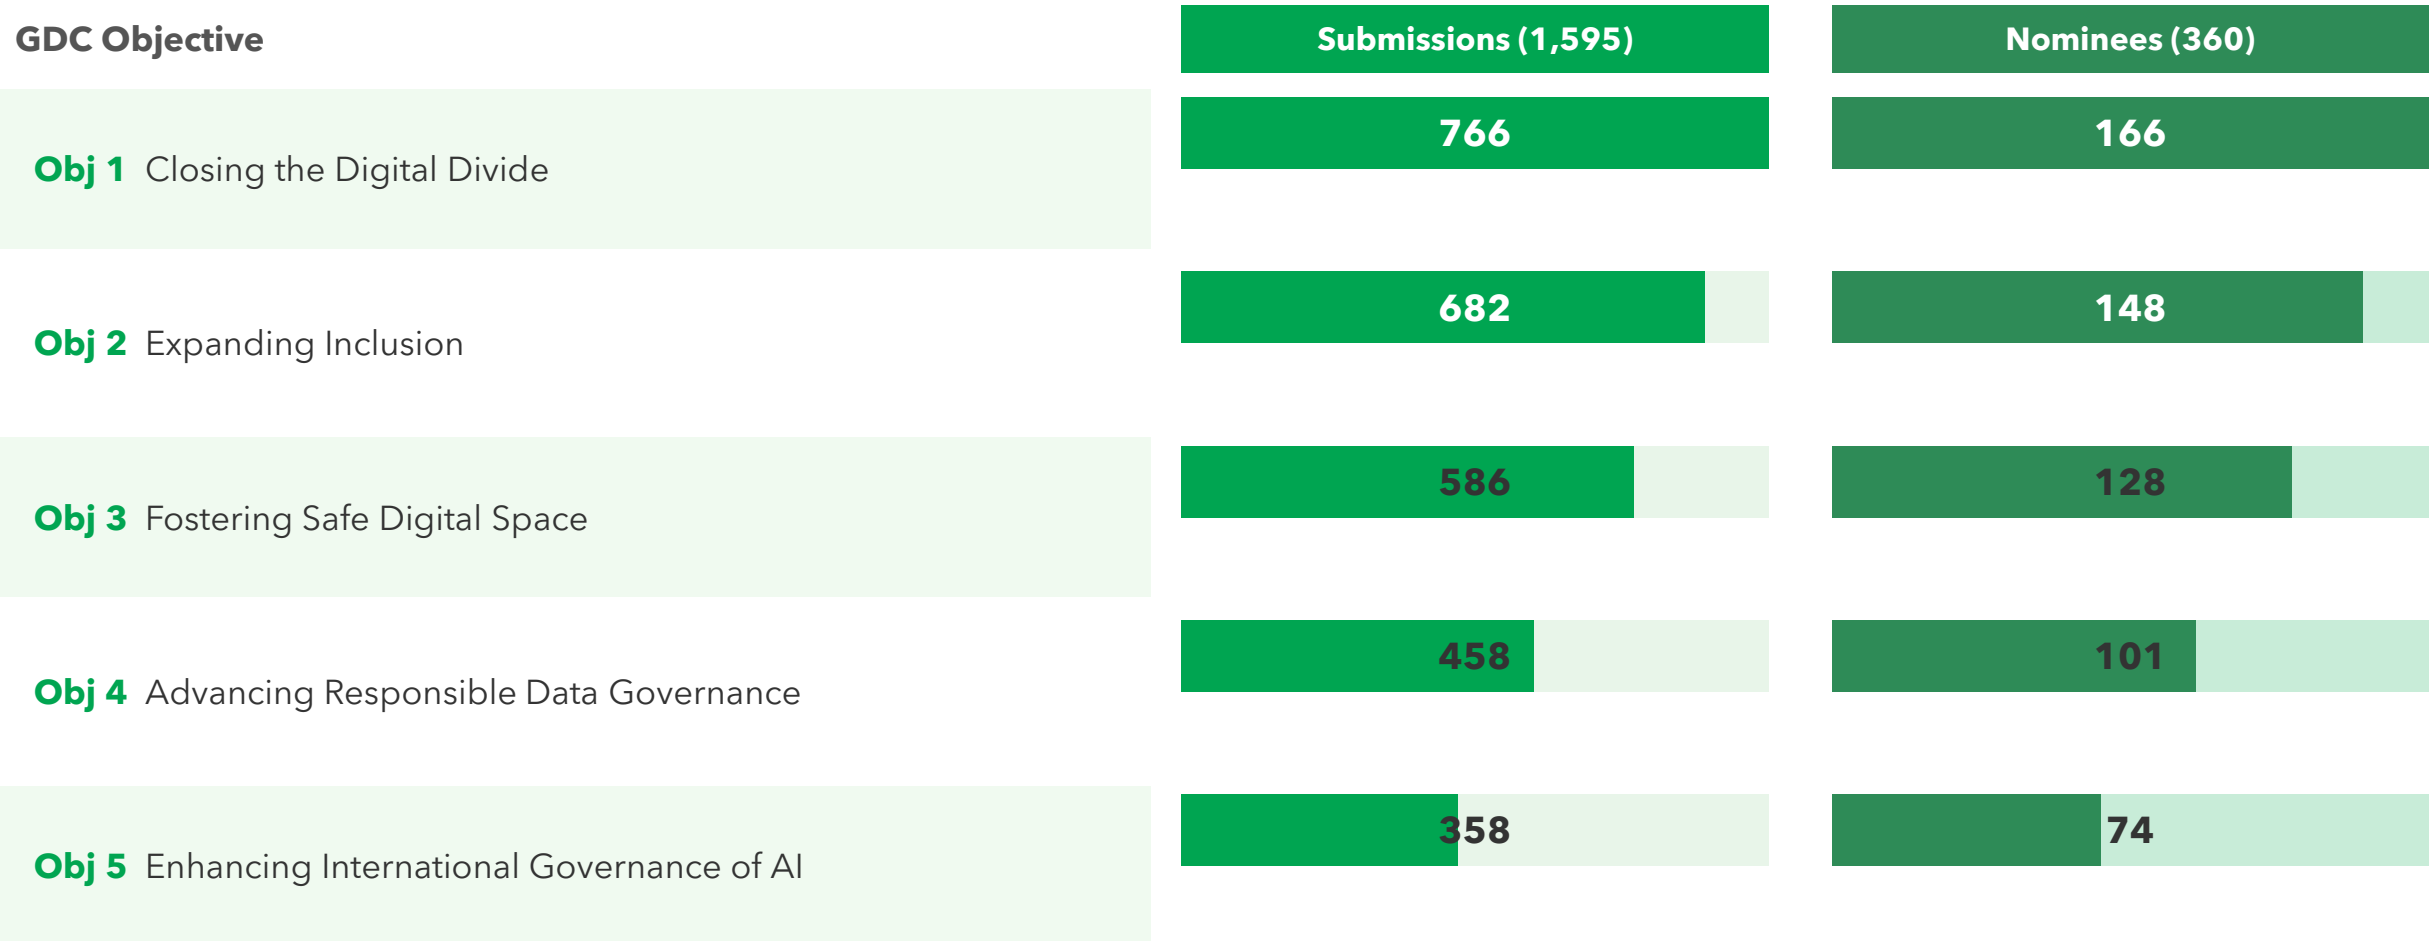 GDC Objective Submissions (1,595) Nominees (360)
Obj 1 Closing the Digital Divide 766 166
Obj 2 Expanding Inclusion 682 148
Obj 3 Fostering Safe Digital Space 586 128
Obj 4 Advancing Responsible Data Governance 458 101
Obj 5 Enhancing International Governance of AI 358 74